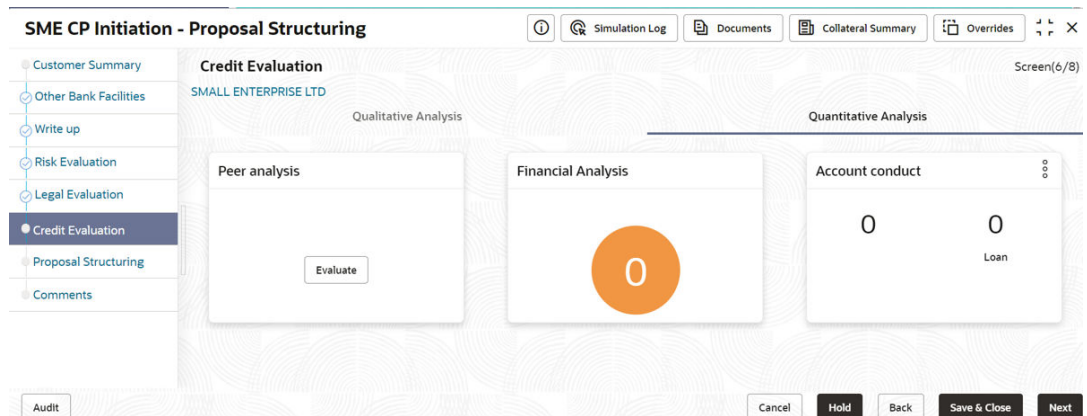 SME CP Initiation - Proposal Structuring
Simulation Log
Documents
Collateral Summary
Overrides
Customer Summary
Other Bank Facilities
Write up
Risk Evaluation
Legal Evaluation
Credit Evaluation
Proposal Structuring
Comments
Credit Evaluation
Screen(6/8)
SMALL ENTERPRISE LTD
Qualitative Analysis
Quantitative Analysis
Peer analysis
Evaluate
Financial Analysis
0
Account conduct
0
0
Loan
Audit
Cancel
Hold
Back
Save & Close
Next